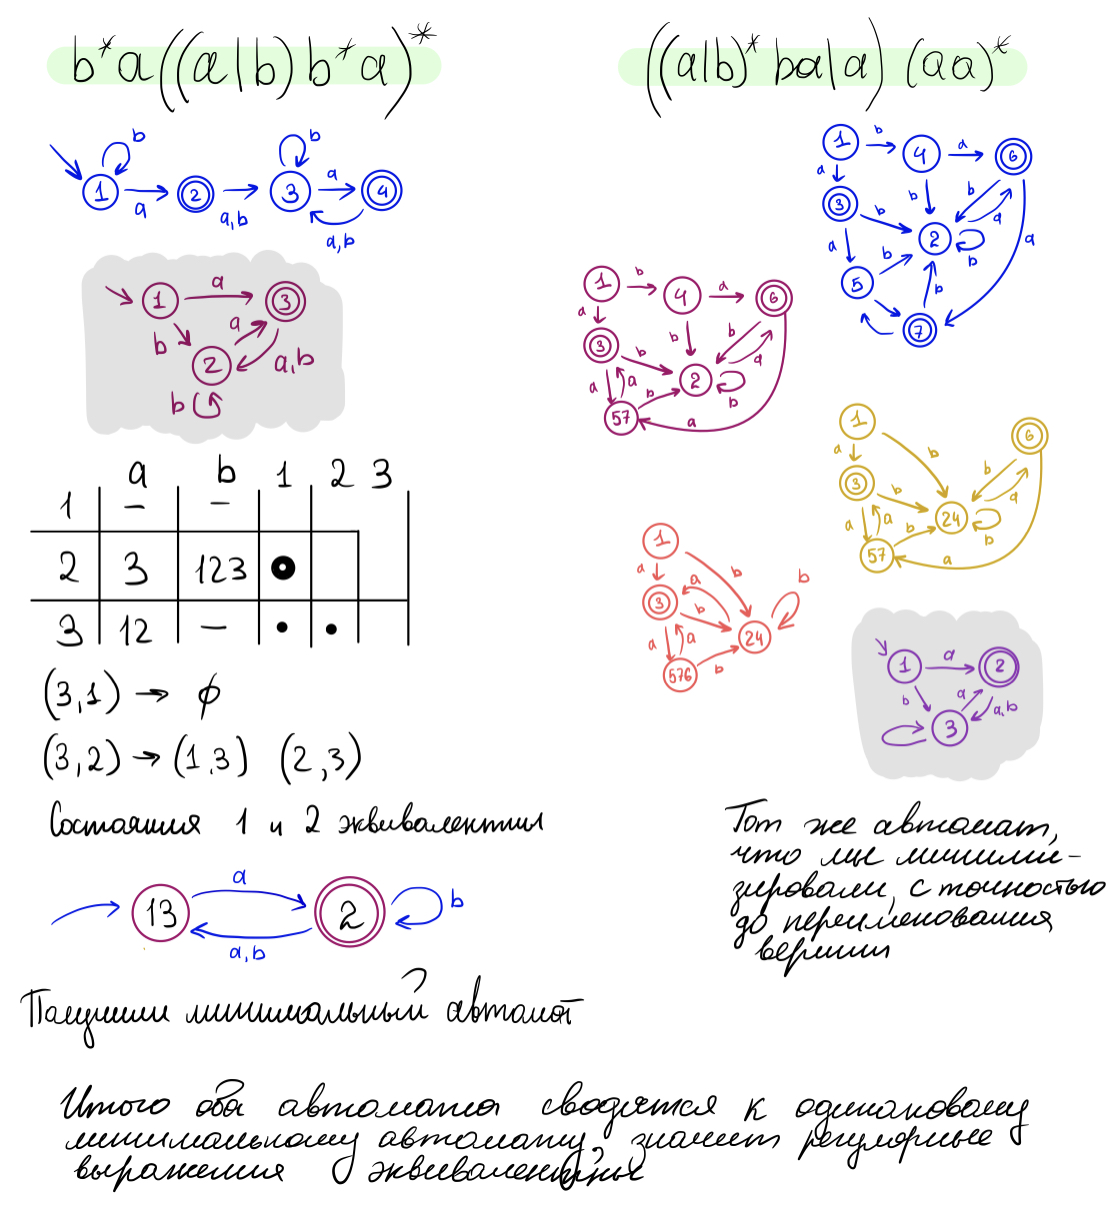 b*a((a|b)b*a)*
((a|b)*ba|a)(aa)*
b b
1 a 2 a,b 3 a 4
a,b
1 a 3
b a
2 a,b
b
a b 1 2 3
1 – –
2 3 123
3 12 –
(3,1) → ϕ
(3,2) → (1,3) (2,3)
Состояния 1 и 2 эквивалентны
13 a 2 b
a,b
Получили минимальный автомат
1 b 4 a 6
a b b a
3 b 2 b a
a b b
5 7
1 b 4 a 6
a b b a
3 b 2 b
a a b
57 a
1 b 6
a b a
3 b 24 b
a a b
57 a
1 b b
a a
3 b 24
a a b
576
1 a 2
b a a,b
3
Тот же автомат,
что мы миними-
зировали, с точностью
до переименования
вершин
Итого оба автомата сводятся к одинаковому
минимальному автомату, значит регулярные
выражения эквивалентны